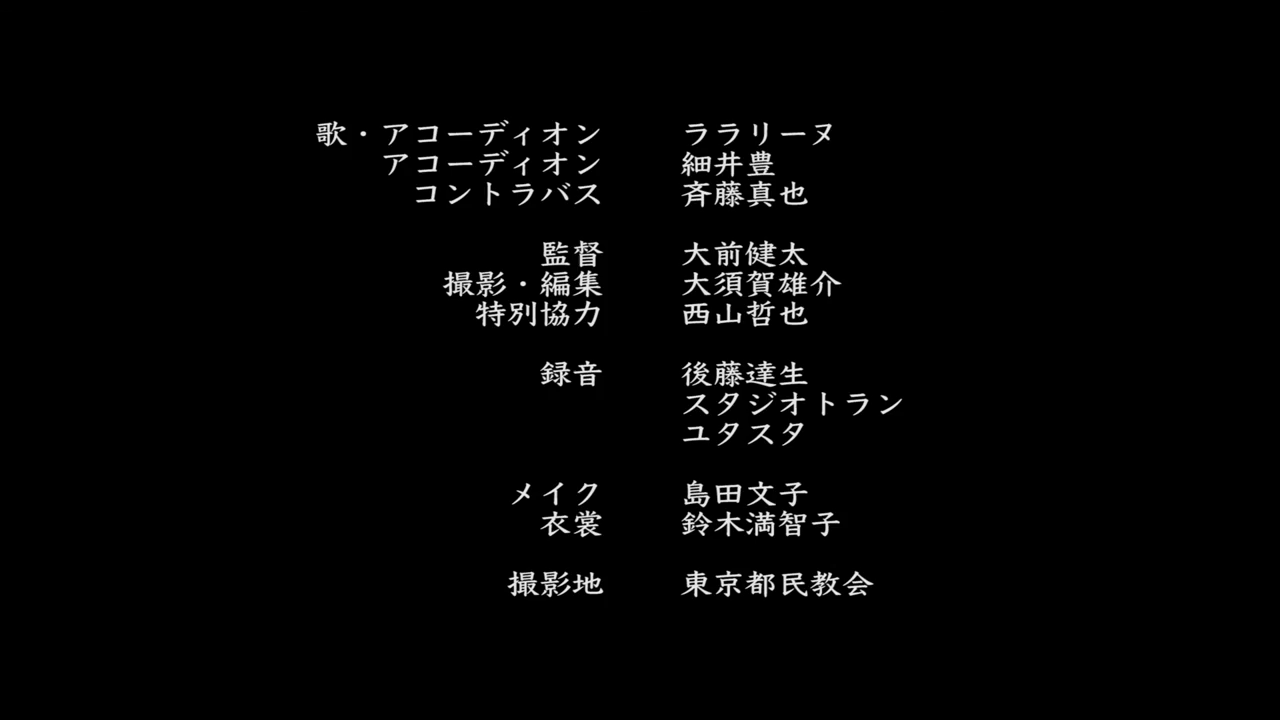 歌・アコーディオン ララリーヌ
アコーディオン 細井豊
コントラバス 斉藤真也
監督 大前健太
撮影・編集 大須賀雄介
特別協力 西山哲也
録音 後藤達生
スタジオトラン
ユタスタ
メイク 島田文子
衣裳 鈴木満智子
撮影地 東京都民教会